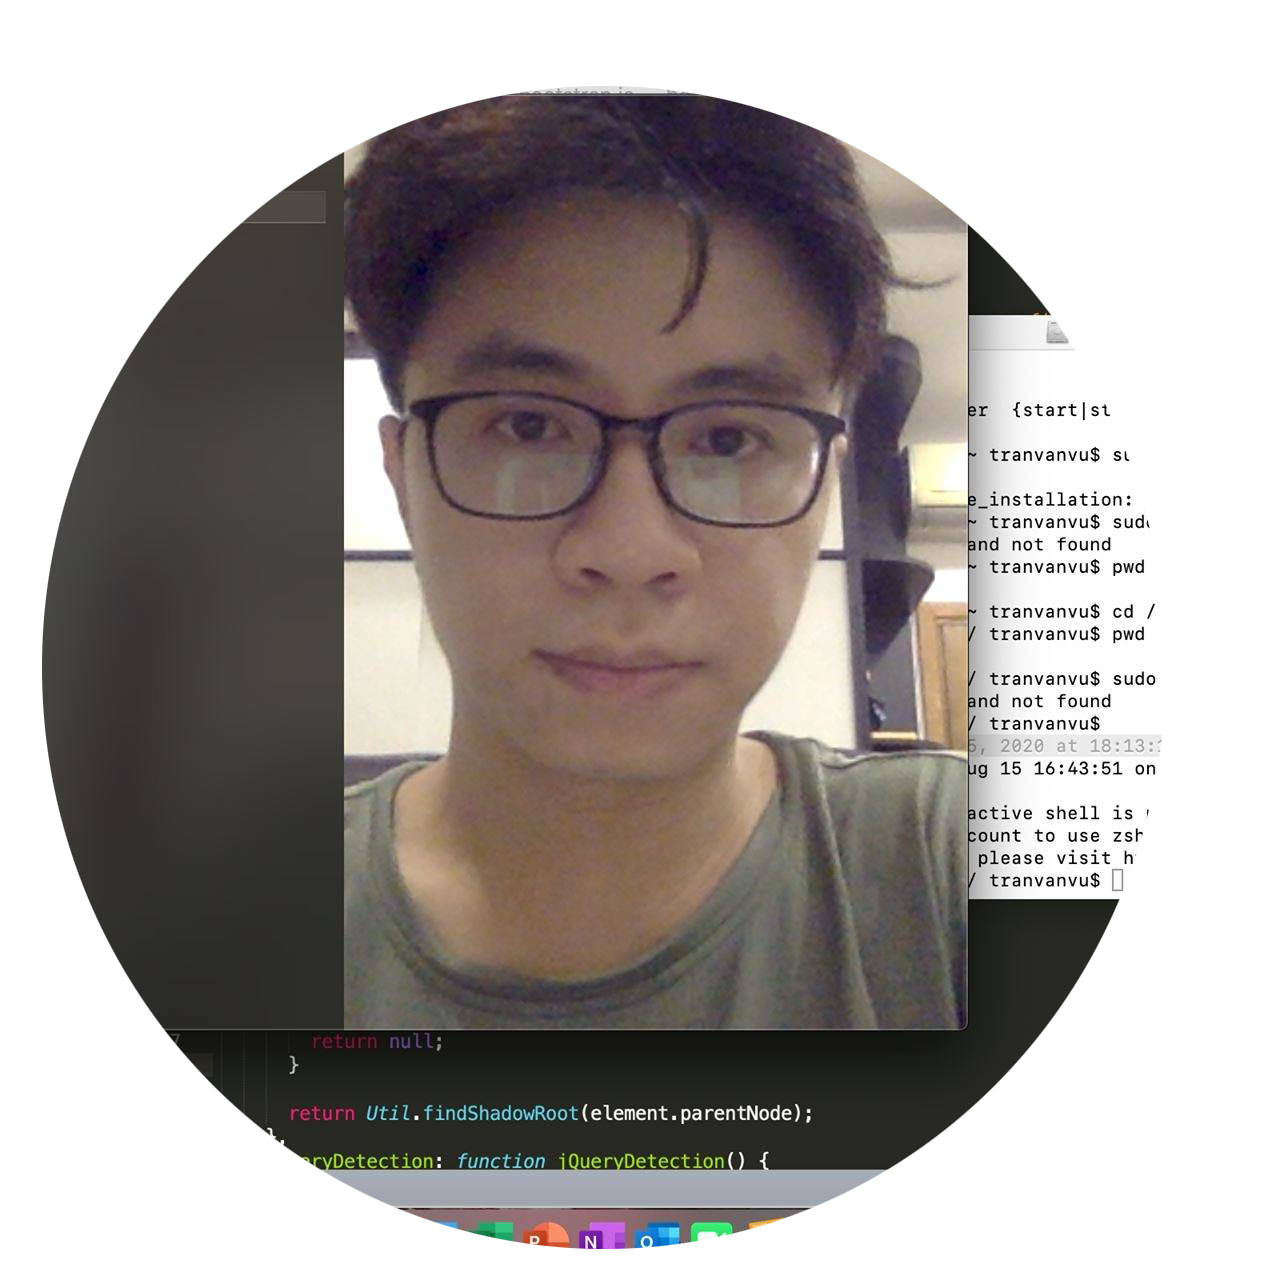 er {start|st
~ tranvanvu$ su
e_installation:
~ tranvanvu$ sudo
and not found
~ tranvanvu$ pwd
~ tranvanvu$ cd /
/ tranvanvu$ pwd
/ tranvanvu$ sudo
and not found
/ tranvanvu$
5, 2020 at 18:13:
ug 15 16:43:51 on
active shell is
count to use zsh
please visit h
/ tranvanvu$
7
return null;
}
return Util.findShadowRoot(element.parentNode);
},
eryDetection: function jQueryDetection() {
P N O